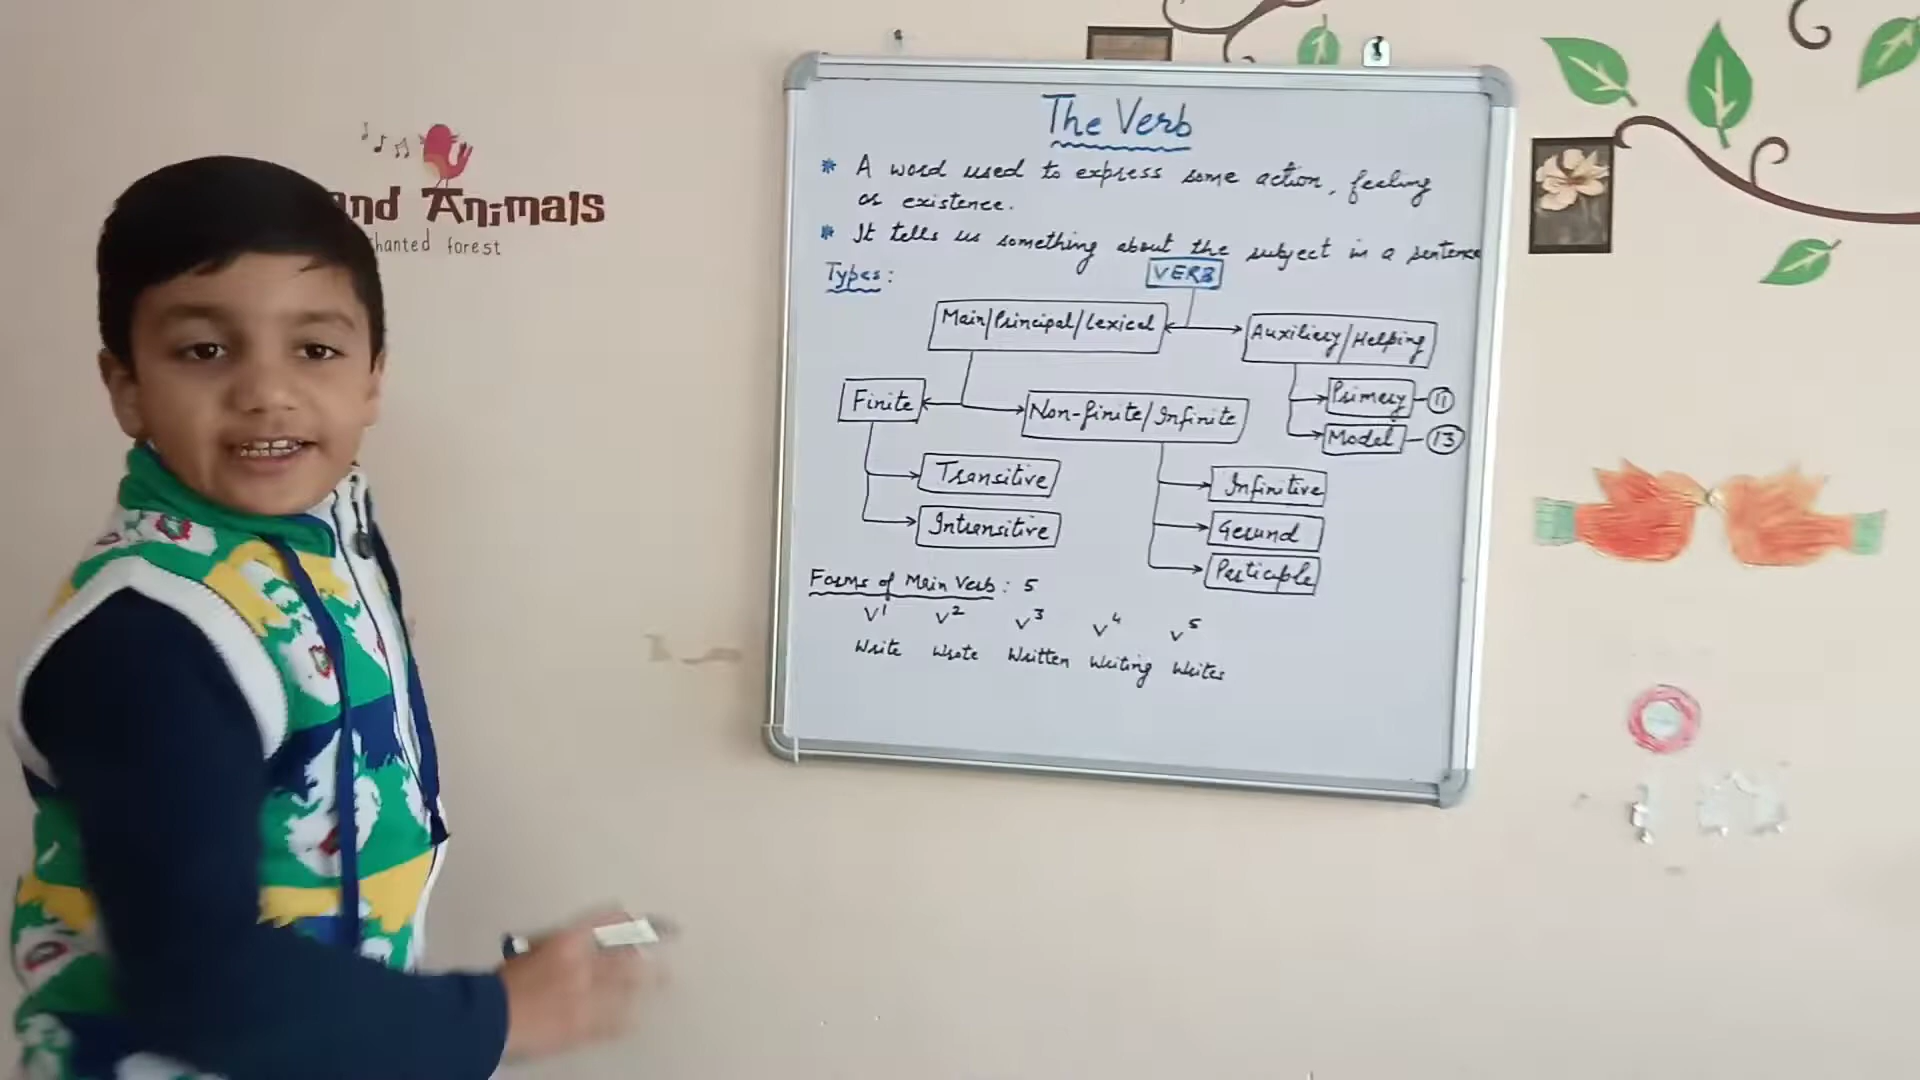 and Animals
hanted forest
The Verb
* A word used to express some action, feeling
or existence.
* It tells us something about the subject in a sentence
Types:
VERB
Main/Principal/Lexical
Auxiliary/Helping
Finite
Non-finite/Infinite
Primary - 11
Modal - 13
Transitive
Intransitive
Infinitive
Gerund
Participle
Forms of Main Verb: 5
V1 V2 V3 V4 V5
Write Wrote Written Writing Writes